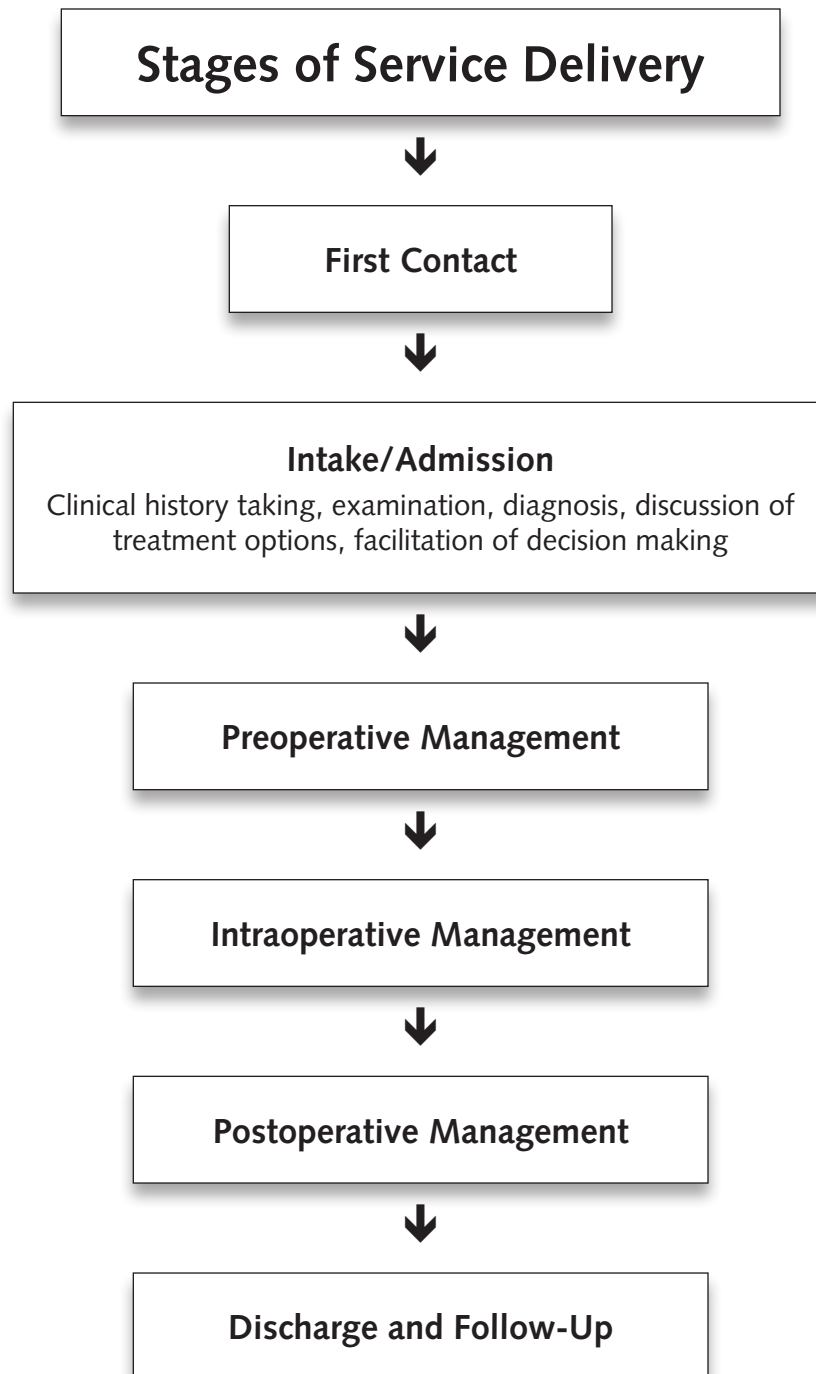 Stages of Service Delivery
First Contact
Intake/Admission
Clinical history taking, examination, diagnosis, discussion of
treatment options, facilitation of decision making
Preoperative Management
Intraoperative Management
Postoperative Management
Discharge and Follow-Up